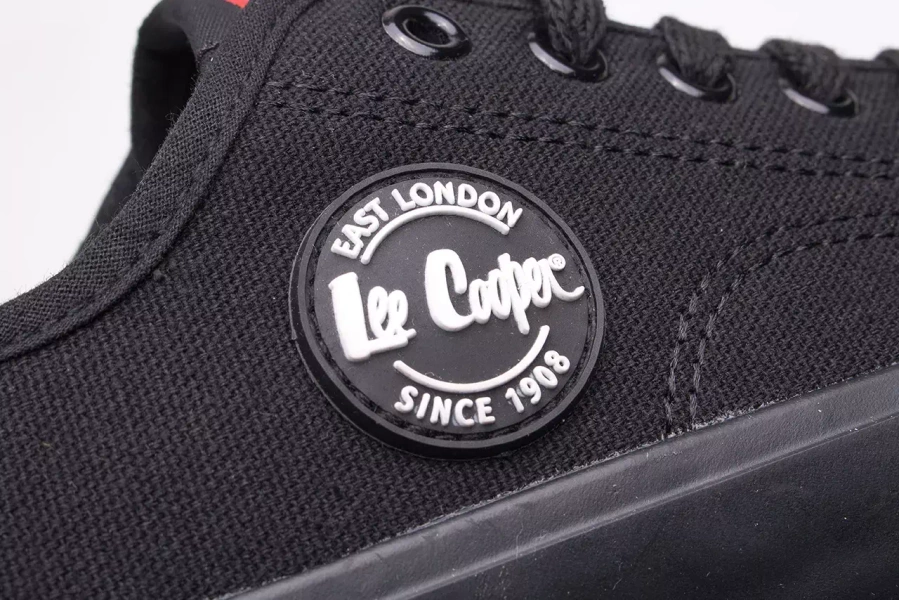 EAST LONDON
Lee Cooper®
SINCE 1908